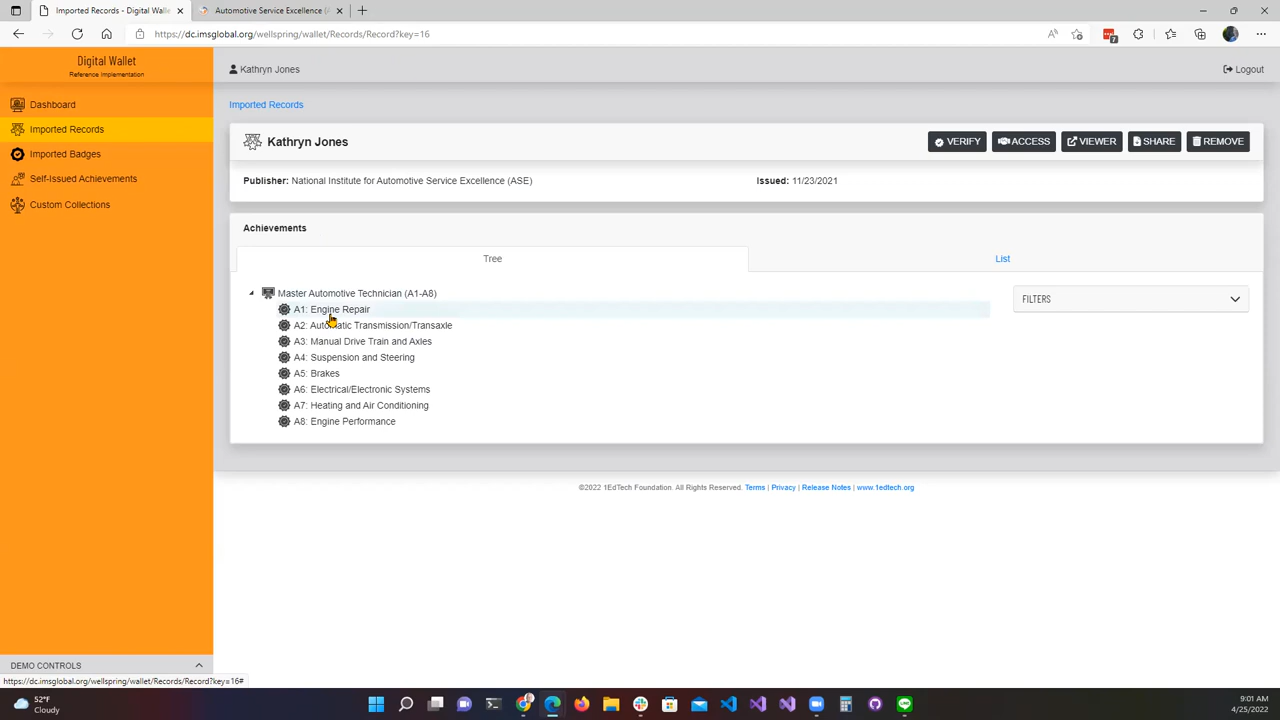 Imported Records - Digital Walle
Automotive Service Excellence (A
https://dc.imsglobal.org/wellspring/wallet/Records/Record?key=16
7
Digital Wallet
Reference Implementation
Dashboard
Imported Records
Imported Badges
Self-Issued Achievements
Custom Collections
Kathryn Jones
Logout
Imported Records
Kathryn Jones
VERIFY
ACCESS
VIEWER
SHARE
REMOVE
Publisher: National Institute for Automotive Service Excellence (ASE)
Issued: 11/23/2021
Achievements
Tree
List
Master Automotive Technician (A1-A8)
A1: Engine Repair
A2: Automatic Transmission/Transaxle
A3: Manual Drive Train and Axles
A4: Suspension and Steering
A5: Brakes
A6: Electrical/Electronic Systems
A7: Heating and Air Conditioning
A8: Engine Performance
FILTERS
©2022 1EdTech Foundation. All Rights Reserved. Terms | Privacy | Release Notes | www.1edtech.org
DEMO CONTROLS
https://dc.imsglobal.org/wellspring/wallet/Records/Record?key=16#
52°F
Cloudy
9:01 AM
4/25/2022